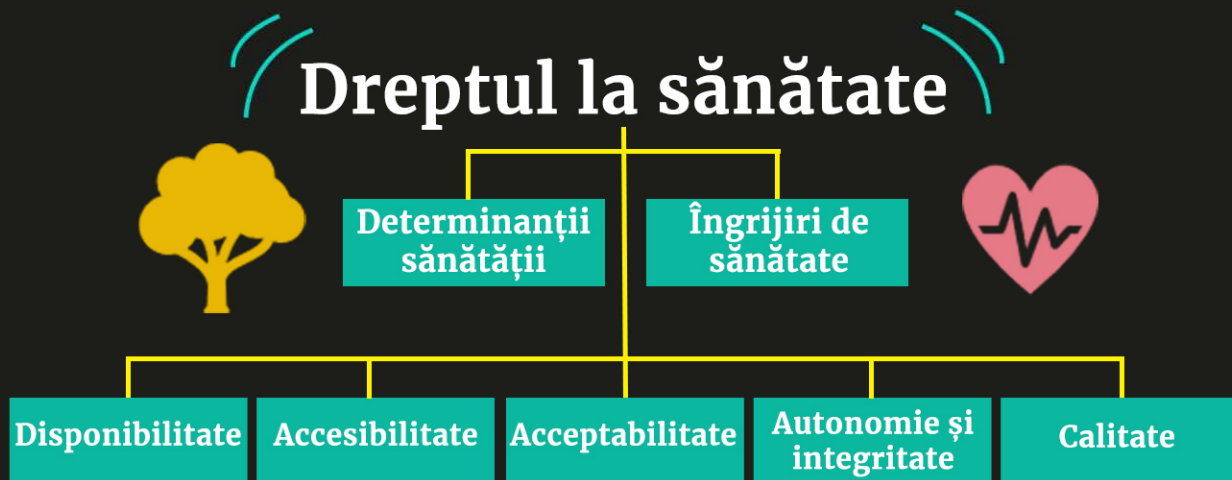 Dreptul la sănătate
Determinanții
sănătății
Îngrijiri de
sănătate
Disponibilitate
Accesibilitate
Acceptabilitate
Autonomie și
integritate
Calitate